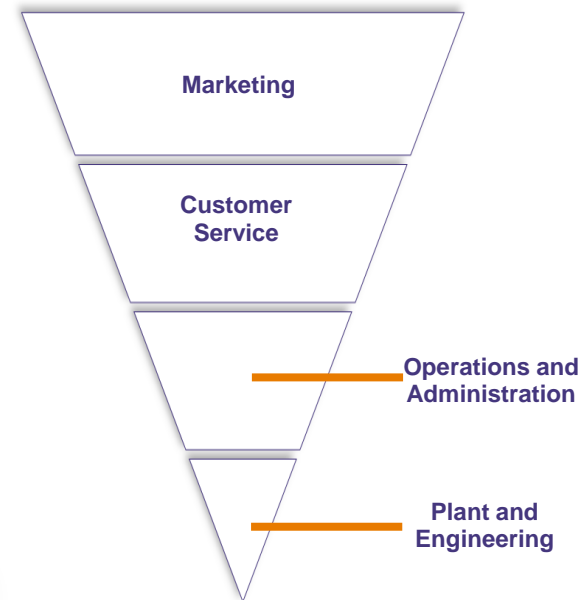 Marketing
Customer
Service
Operations and
Administration
Plant and
Engineering